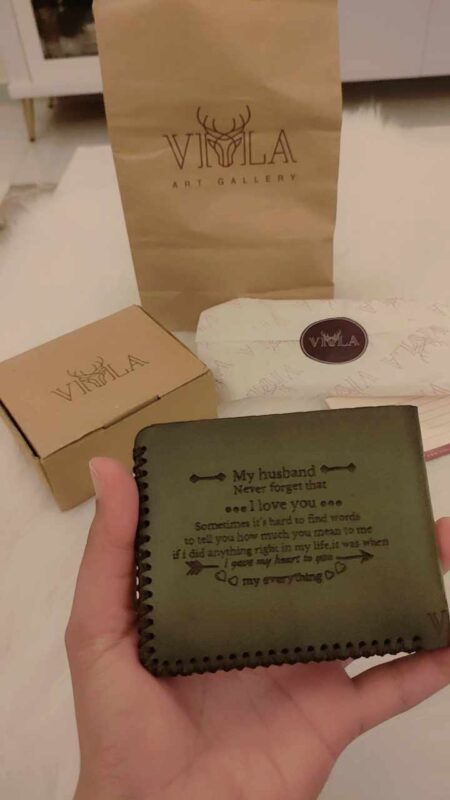 VIOLA
ART GALLERY
VIOLA
VIOLA
My husband
Never forget that
I love you
Sometimes it's hard to find words
to tell you how much you mean to me
if i did anything right in my life,it was when
i gave my heart to you
my everything
V